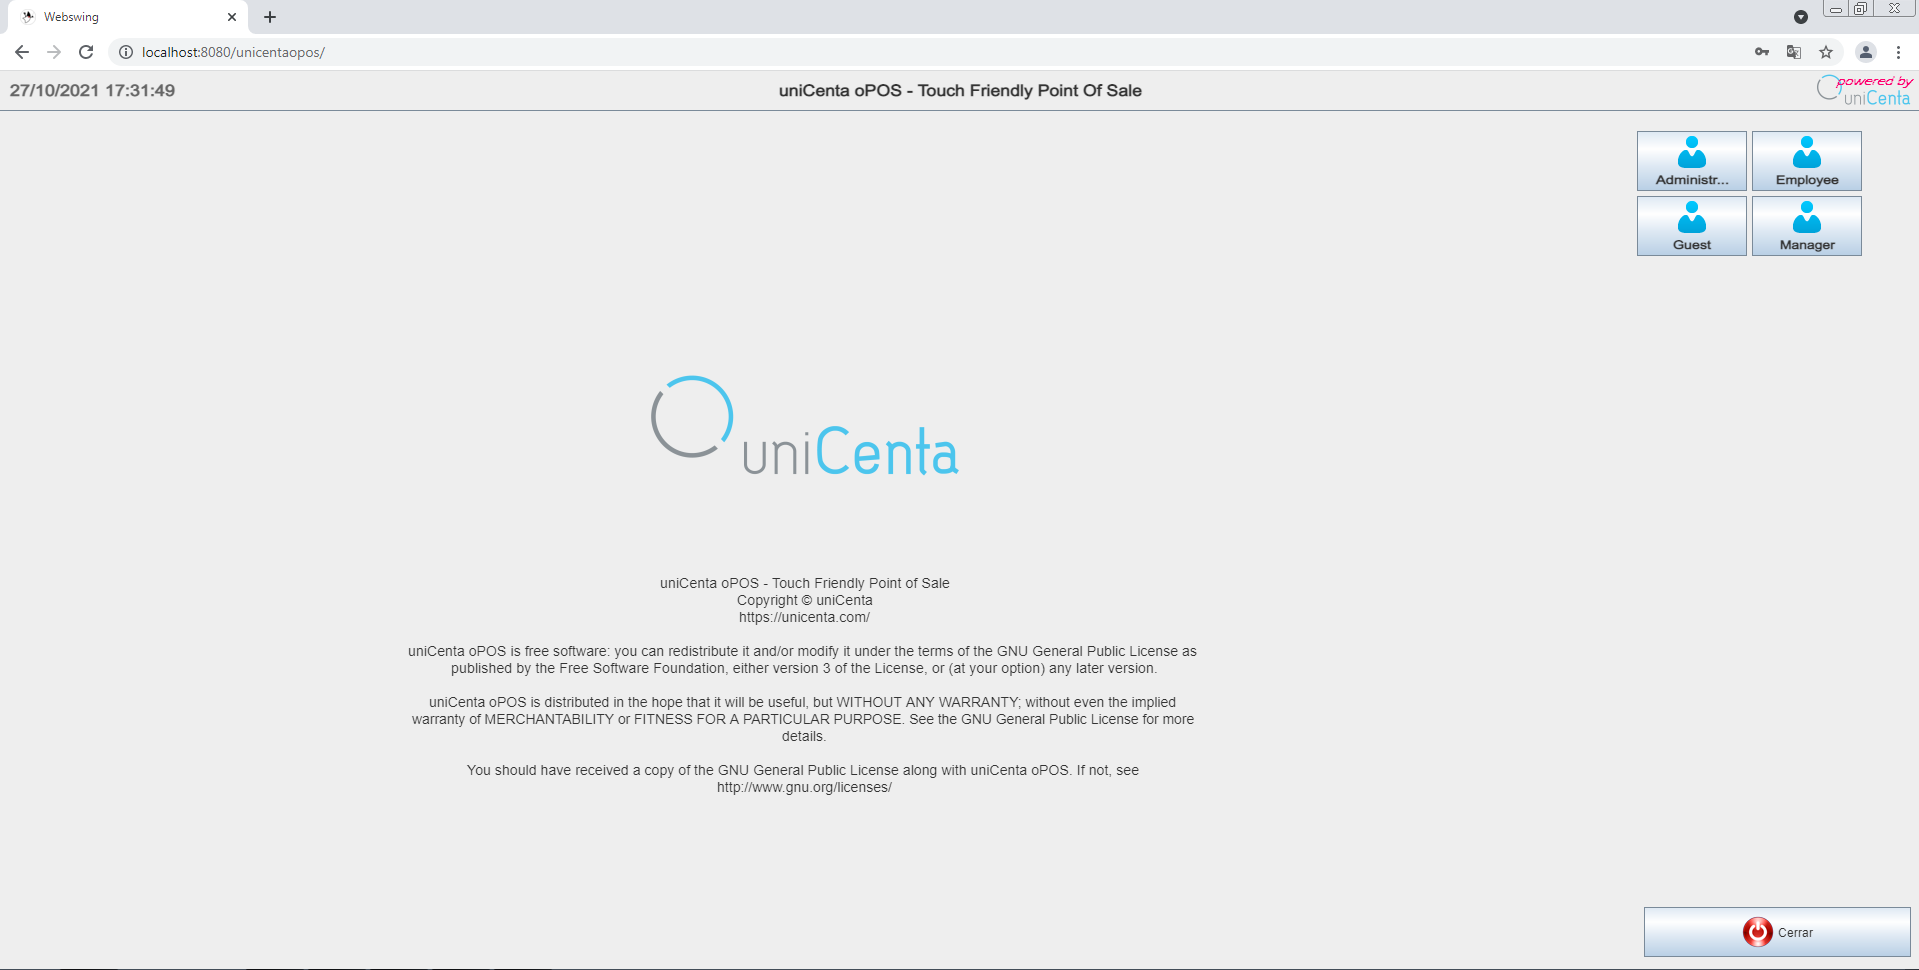 Webswing
localhost:8080/unicentaopos/
27/10/2021 17:31:49
uniCenta oPOS - Touch Friendly Point Of Sale
powered by
uniCenta
Administr...
Employee
Guest
Manager
uniCenta
uniCenta oPOS - Touch Friendly Point of Sale
Copyright © uniCenta
https://unicenta.com/
uniCenta oPOS is free software: you can redistribute it and/or modify it under the terms of the GNU General Public License as
published by the Free Software Foundation, either version 3 of the License, or (at your option) any later version.
uniCenta oPOS is distributed in the hope that it will be useful, but WITHOUT ANY WARRANTY; without even the implied
warranty of MERCHANTABILITY or FITNESS FOR A PARTICULAR PURPOSE. See the GNU General Public License for more
details.
You should have received a copy of the GNU General Public License along with uniCenta oPOS. If not, see
http://www.gnu.org/licenses/
Cerrar